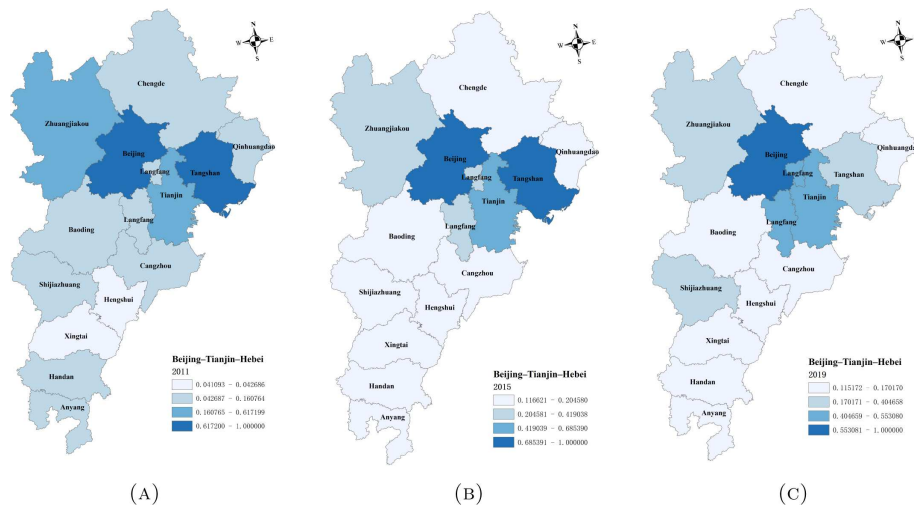 N
W E
S
Chengde
Zhuangjiakou
Qinhuangdao
Beijing
Langfang
Tangshan
Tianjin
Langfang
Baoding
Cangzhou
Shijiazhuang
Hengshui
Xingtai
Handan
Anyang
Beijing-Tianjin-Hebei
2011
0.041093 - 0.042686
0.042687 - 0.160764
0.160765 - 0.617199
0.617200 - 1.000000
(A)
N
W E
S
Chengde
Zhuangjiakou
Qinhuangdao
Beijing
Langfang
Tangshan
Tianjin
Langfang
Baoding
Cangzhou
Shijiazhuang
Hengshui
Xingtai
Handan
Anyang
Beijing-Tianjin-Hebei
2015
0.116621 - 0.204580
0.204581 - 0.419038
0.419039 - 0.685390
0.685391 - 1.000000
(B)
N
W E
S
Chengde
Zhuangjiakou
Qinhuangdao
Beijing
Langfang
Tangshan
Tianjin
Langfang
Baoding
Cangzhou
Shijiazhuang
Hengshui
Xingtai
Handan
Anyang
Beijing-Tianjin-Hebei
2019
0.115172 - 0.170170
0.170171 - 0.404658
0.404659 - 0.553080
0.553081 - 1.000000
(C)